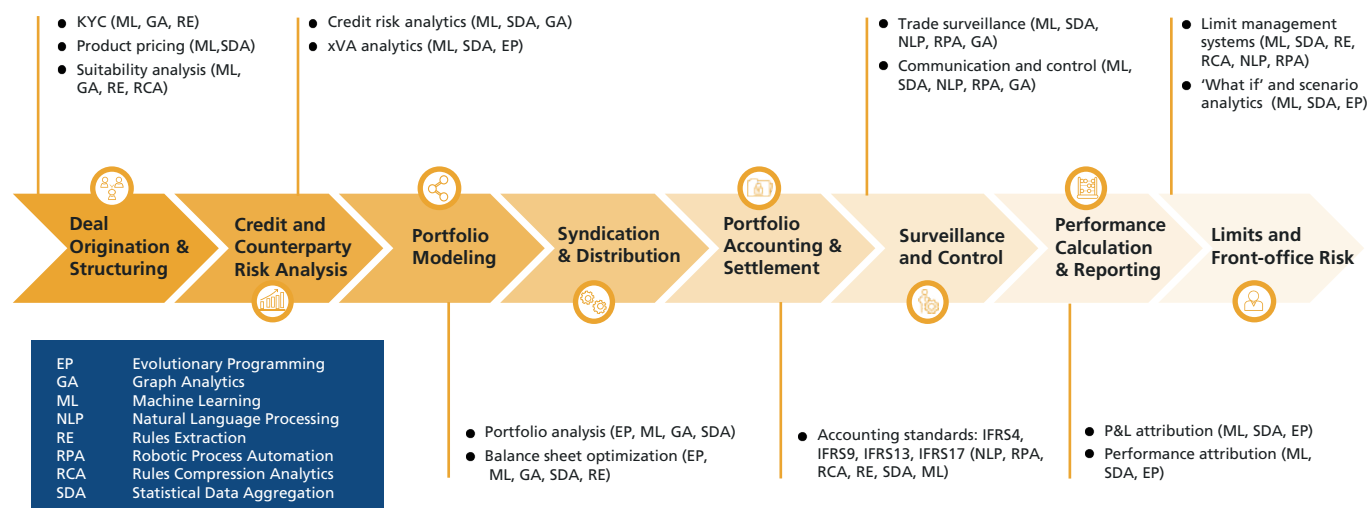 ● KYC (ML, GA, RE)
● Product pricing (ML,SDA)
● Suitability analysis (ML,
GA, RE, RCA)
● Credit risk analytics (ML, SDA, GA)
● xVA analytics (ML, SDA, EP)
● Trade surveillance (ML, SDA,
NLP, RPA, GA)
● Communication and control (ML,
SDA, NLP, RPA, GA)
● Limit management
systems (ML, SDA, RE,
RCA, NLP, RPA)
● ‘What if’ and scenario
analytics (ML, SDA, EP)
Deal
Origination &
Structuring
Credit and
Counterparty
Risk Analysis
Portfolio
Modeling
Syndication
& Distribution
Portfolio
Accounting &
Settlement
Surveillance
and Control
Performance
Calculation
& Reporting
Limits and
Front-office Risk
EP Evolutionary Programming
GA Graph Analytics
ML Machine Learning
NLP Natural Language Processing
RE Rules Extraction
RPA Robotic Process Automation
RCA Rules Compression Analytics
SDA Statistical Data Aggregation
● Portfolio analysis (EP, ML, GA, SDA)
● Balance sheet optimization (EP,
ML, GA, SDA, RE)
● Accounting standards: IFRS4,
IFRS9, IFRS13, IFRS17 (NLP, RPA,
RCA, RE, SDA, ML)
● P&L attribution (ML, SDA, EP)
● Performance attribution (ML,
SDA, EP)